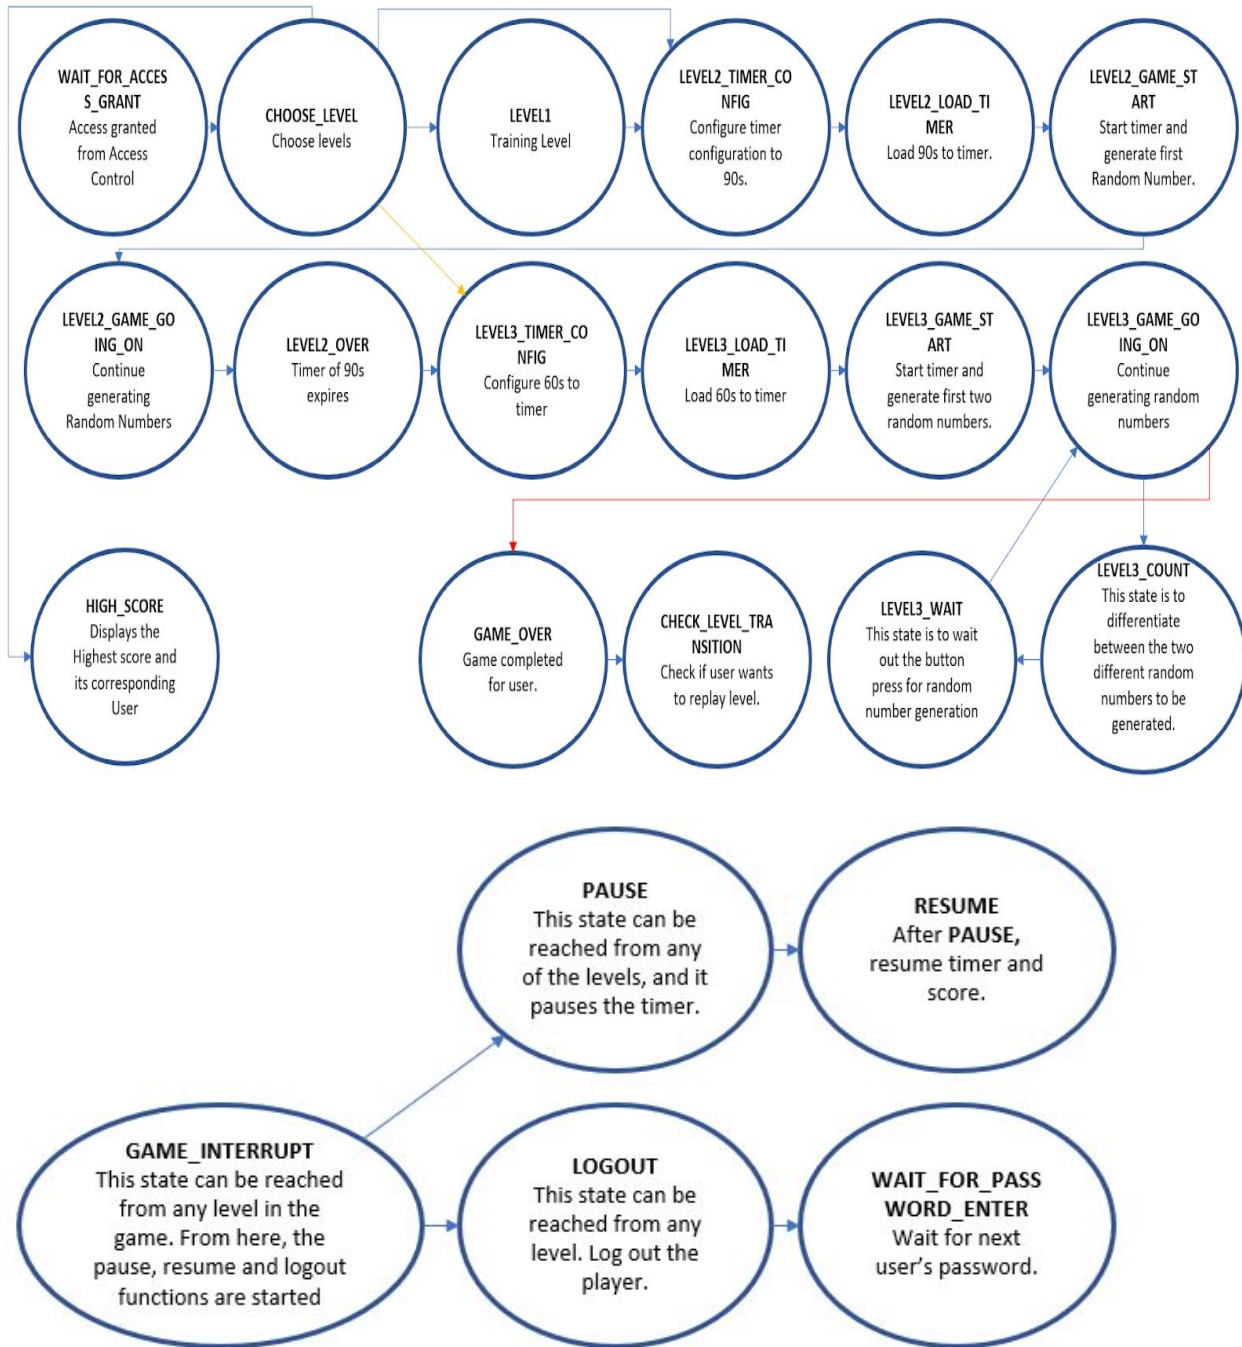 WAIT_FOR_ACCES
S_GRANT
Access granted
from Access
Control
CHOOSE_LEVEL
Choose levels
LEVEL1
Training Level
LEVEL2_TIMER_CO
NFIG
Configure timer
configuration to
90s.
LEVEL2_LOAD_TI
MER
Load 90s to timer.
LEVEL2_GAME_ST
ART
Start timer and
generate first
Random Number.
LEVEL2_GAME_GO
ING_ON
Continue
generating
Random Numbers
LEVEL2_OVER
Timer of 90s
expires
LEVEL3_TIMER_CO
NFIG
Configure 60s to
timer
LEVEL3_LOAD_TI
MER
Load 60s to timer
LEVEL3_GAME_ST
ART
Start timer and
generate first two
random numbers.
LEVEL3_GAME_GO
ING_ON
Continue
generating random
numbers
HIGH_SCORE
Displays the
Highest score and
its corresponding
User
GAME_OVER
Game completed
for user.
CHECK_LEVEL_TRA
NSITION
Check if user wants
to replay level.
LEVEL3_WAIT
This state is to wait
out the button
press for random
number generation
LEVEL3_COUNT
This state is to
differentiate
between the two
different random
numbers to be
generated.
PAUSE
This state can be
reached from any
of the levels, and it
pauses the timer.
RESUME
After PAUSE,
resume timer and
score.
GAME_INTERRUPT
This state can be reached
from any level in the
game. From here, the
pause, resume and logout
functions are started
LOGOUT
This state can be
reached from any
level. Log out the
player.
WAIT_FOR_PASS
WORD_ENTER
Wait for next
user's password.